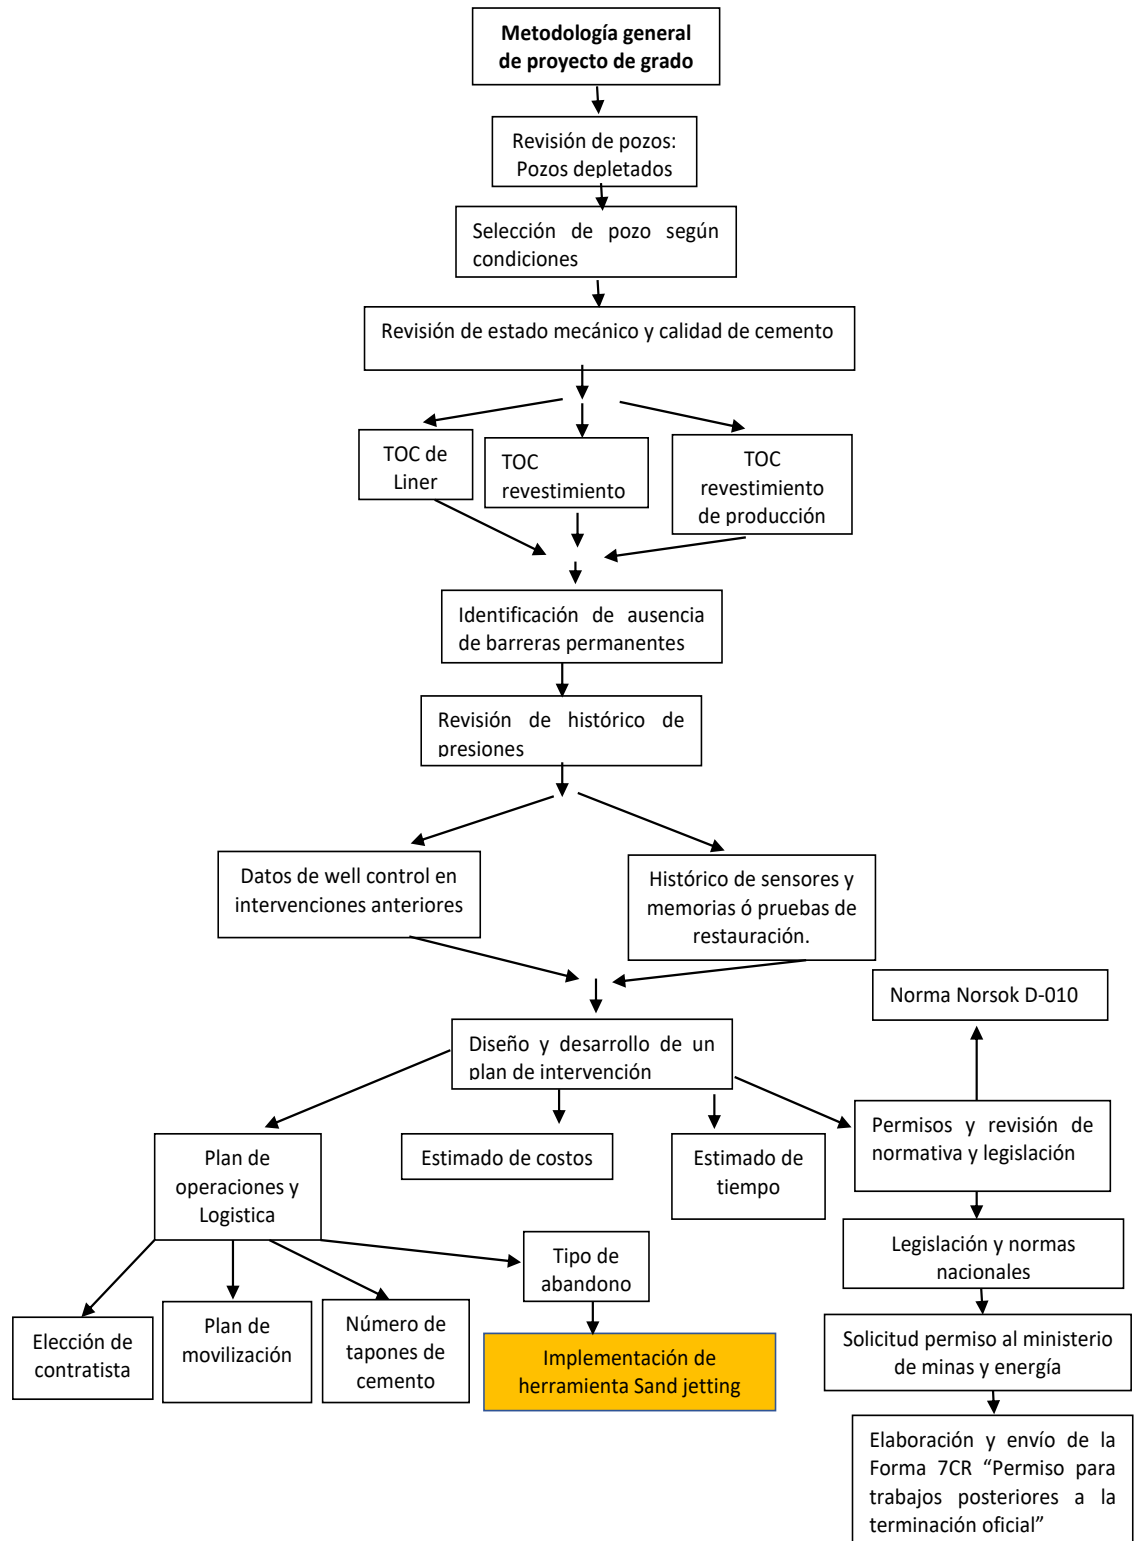 Metodología general
de proyecto de grado
Revisión de pozos:
Pozos depletados
Selección de pozo según
condiciones
Revisión de estado mecánico y calidad de cemento
TOC de
Liner
TOC
revestimiento
TOC
revestimiento
de producción
Identificación de ausencia
de barreras permanentes
Revisión de histórico de
presiones
Datos de well control en
intervenciones anteriores
Histórico de sensores y
memorias ó pruebas de
restauración.
Norma Norsok D-010
Diseño y desarrollo de un
plan de intervención
Plan de
operaciones y
Logistica
Estimado de costos
Estimado de
tiempo
Permisos y revisión de
normativa y legislación
Legislación y normas
nacionales
Tipo de
abandono
Elección de
contratista
Plan de
movilización
Número de
tapones de
cemento
Implementación de
herramienta Sand jetting
Solicitud permiso al ministerio
de minas y energía
Elaboración y envío de la
Forma 7CR “Permiso para
trabajos posteriores a la
terminación oficial”